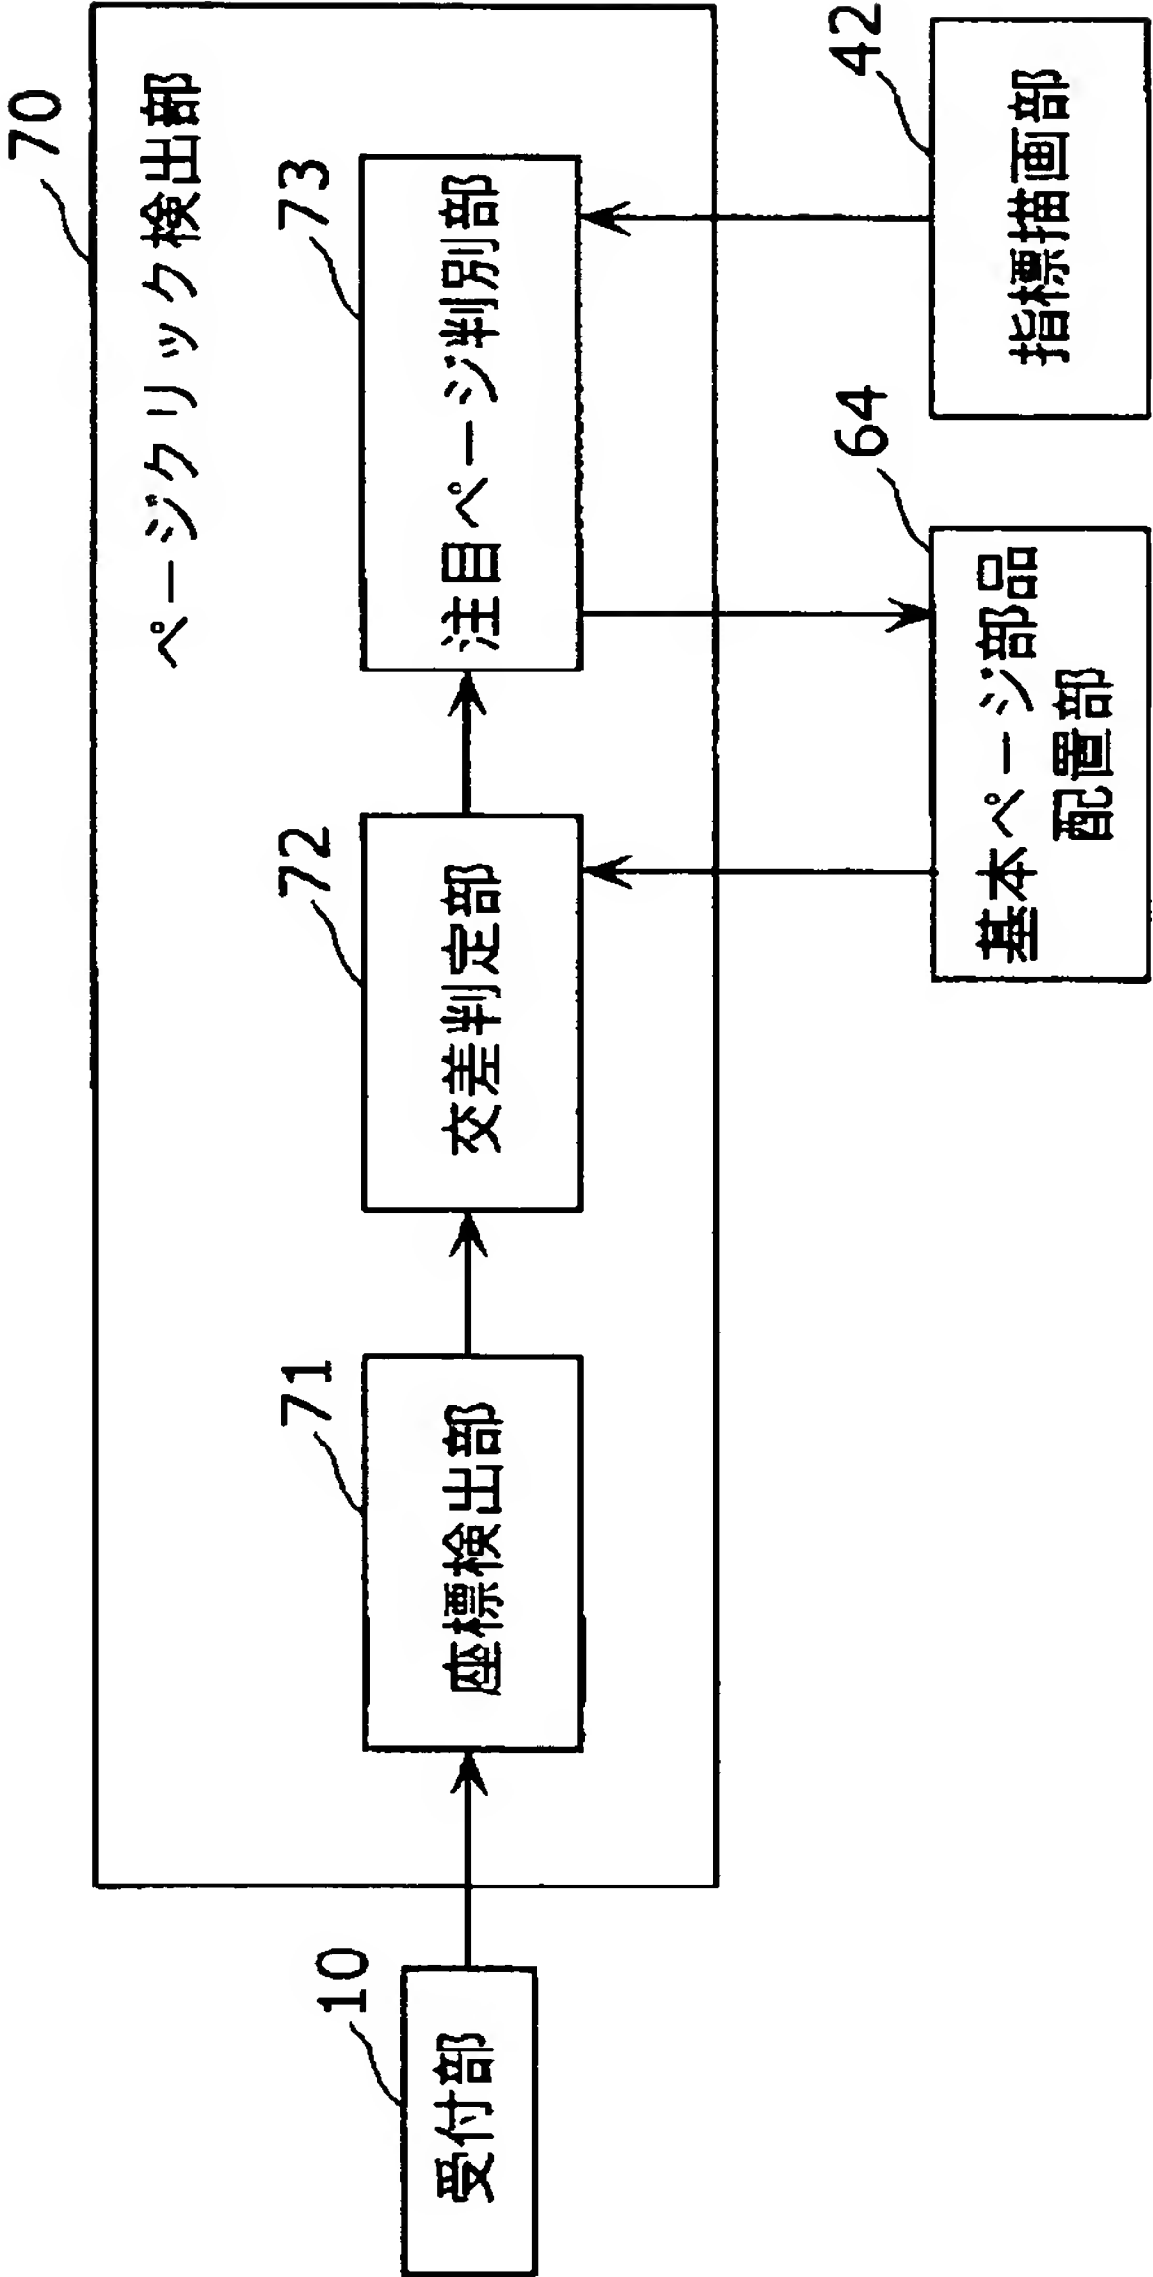 70
ページクリック検出部
10
受付部
71
座標検出部
72
交差判定部
73
注目ページ判別部
64
基本ページ部品
配置部
42
指標描画部